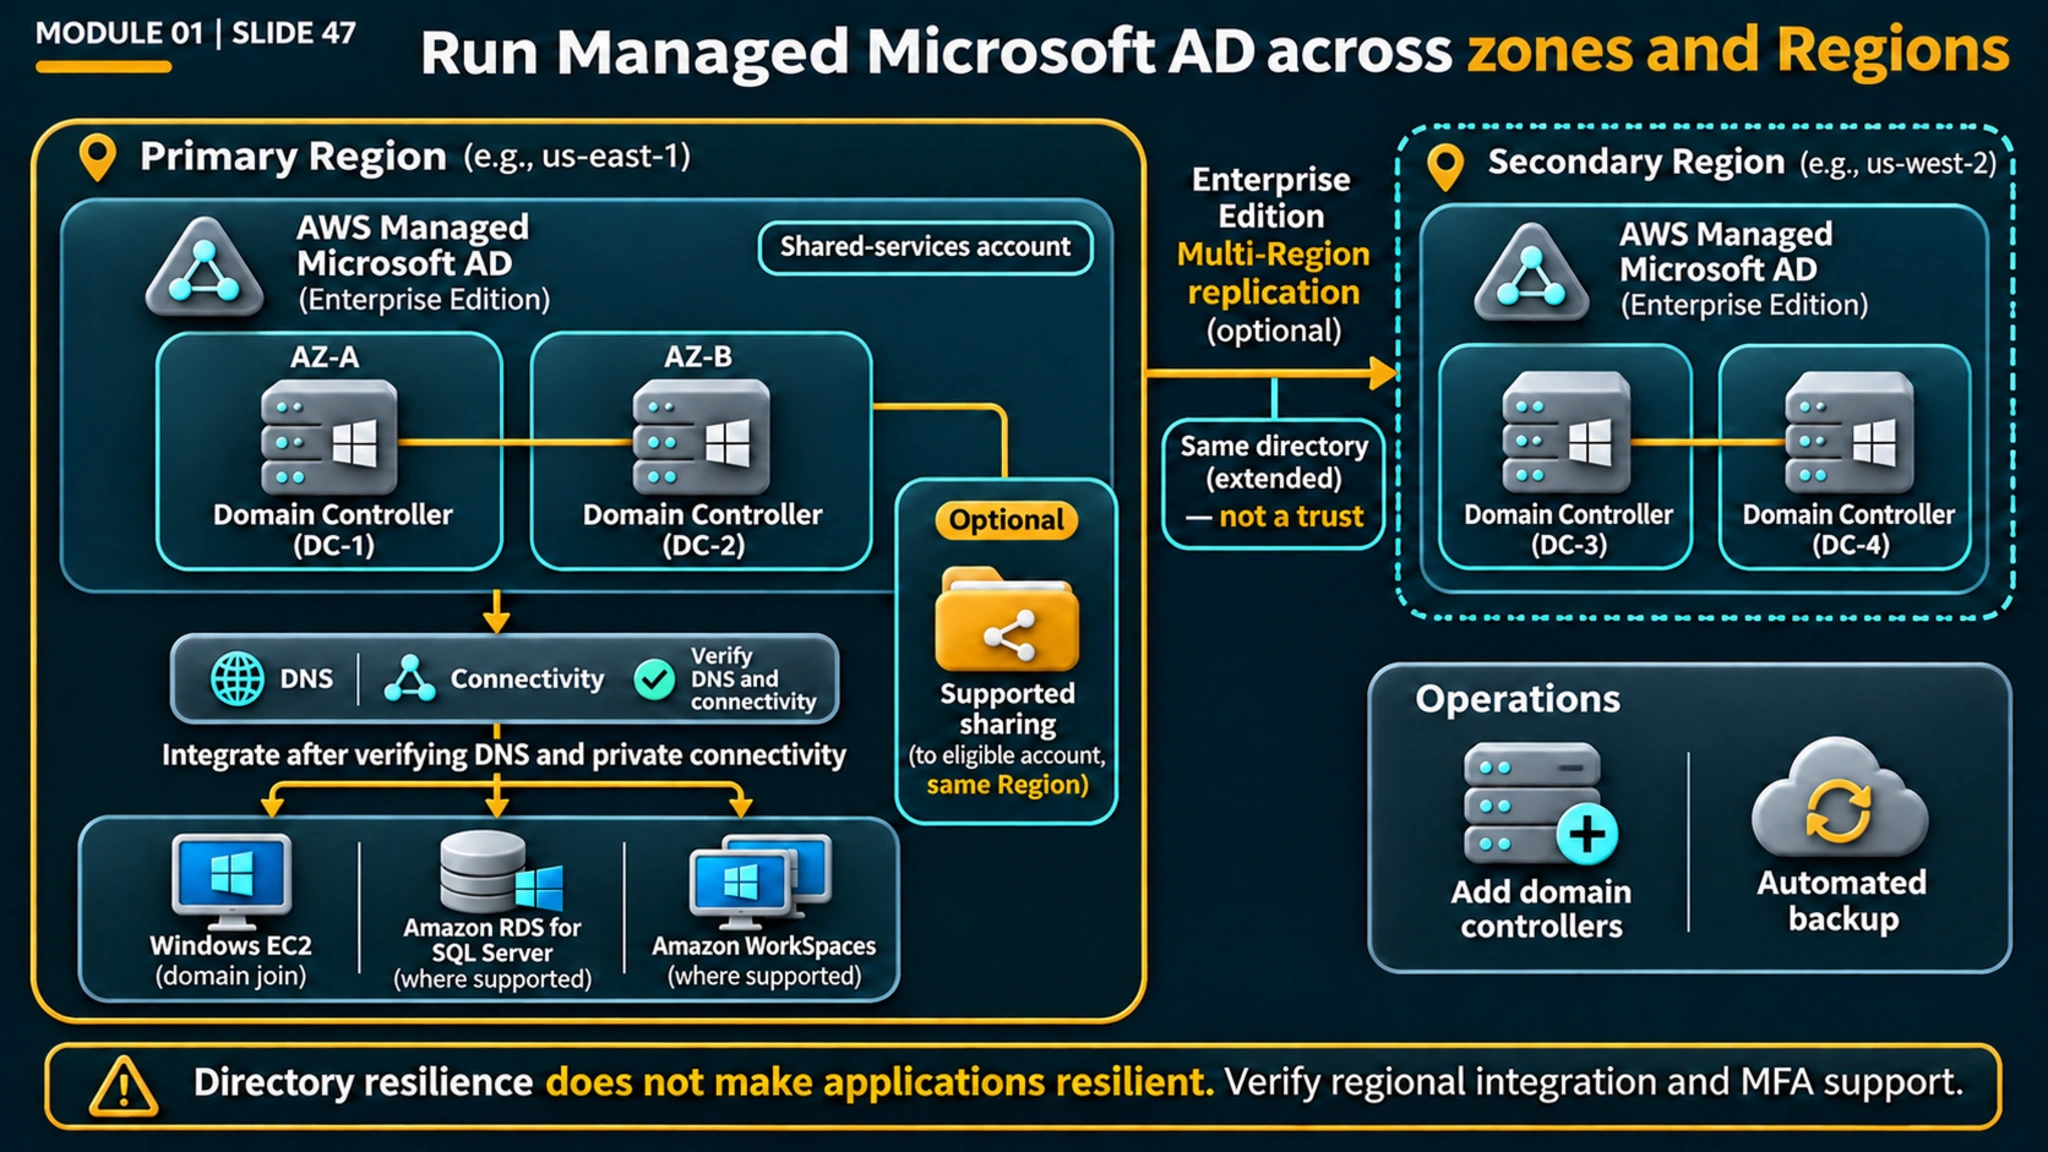 MODULE 01 | SLIDE 47
Run Managed Microsoft AD across zones and Regions
Primary Region (e.g., us-east-1)
AWS Managed
Microsoft AD
(Enterprise Edition)
Shared-services account
AZ-A
Domain Controller
(DC-1)
AZ-B
Domain Controller
(DC-2)
Optional
Supported
sharing
(to eligible account,
same Region)
DNS
Connectivity
Verify
DNS and
connectivity
Integrate after verifying DNS and private connectivity
Windows EC2
(domain join)
Amazon RDS for
SQL Server
(where supported)
Amazon WorkSpaces
(where supported)
Enterprise
Edition
Multi-Region
replication
(optional)
Same directory
(extended)
— not a trust
Secondary Region (e.g., us-west-2)
AWS Managed
Microsoft AD
(Enterprise Edition)
Domain Controller
(DC-3)
Domain Controller
(DC-4)
Operations
Add domain
controllers
Automated
backup
Directory resilience does not make applications resilient. Verify regional integration and MFA support.